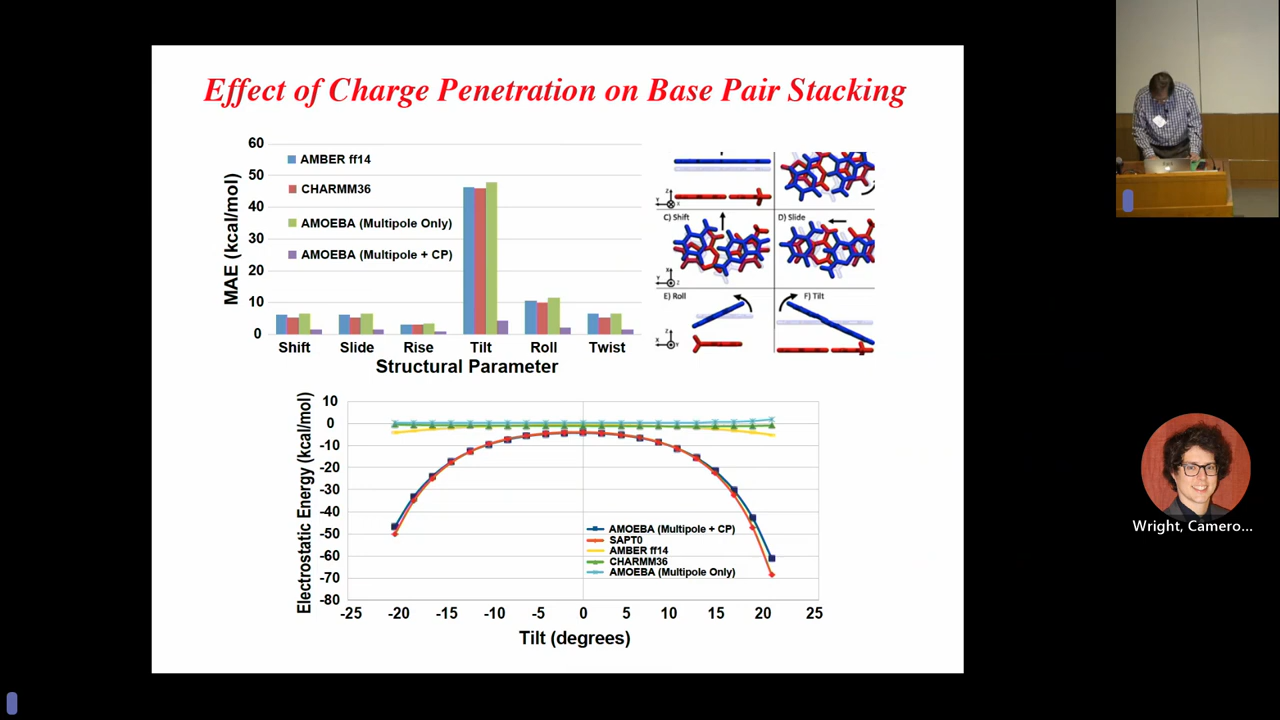 Effect of Charge Penetration on Base Pair Stacking
60
50
40
30
20
10
0
MAE (kcal/mol)
AMBER ff14
CHARMM36
AMOEBA (Multipole Only)
AMOEBA (Multipole + CP)
Shift Slide Rise Tilt Roll Twist
Structural Parameter
C) Shift
D) Slide
E) Roll
F) Tilt
10
0
-10
-20
-30
-40
-50
-60
-70
-80
Electrostatic Energy (kcal/mol)
AMOEBA (Multipole + CP)
SAPT0
AMBER ff14
CHARMM36
AMOEBA (Multipole Only)
-25 -20 -15 -10 -5 0 5 10 15 20 25
Tilt (degrees)
Wright, Camero...